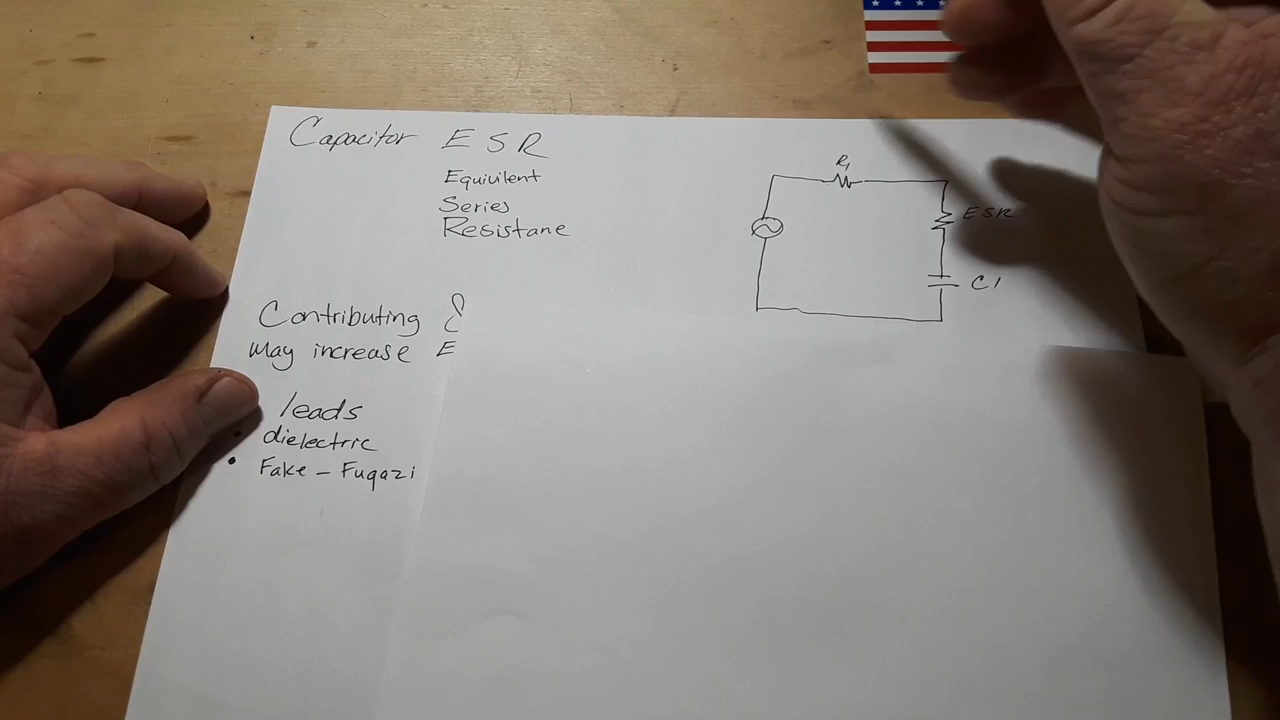 Capacitor ESR
Equivilent
Series
Resistane
R1
ESR
C1
Contributing &
May increase E
leads
• dielectric
• Fake - Fugazi